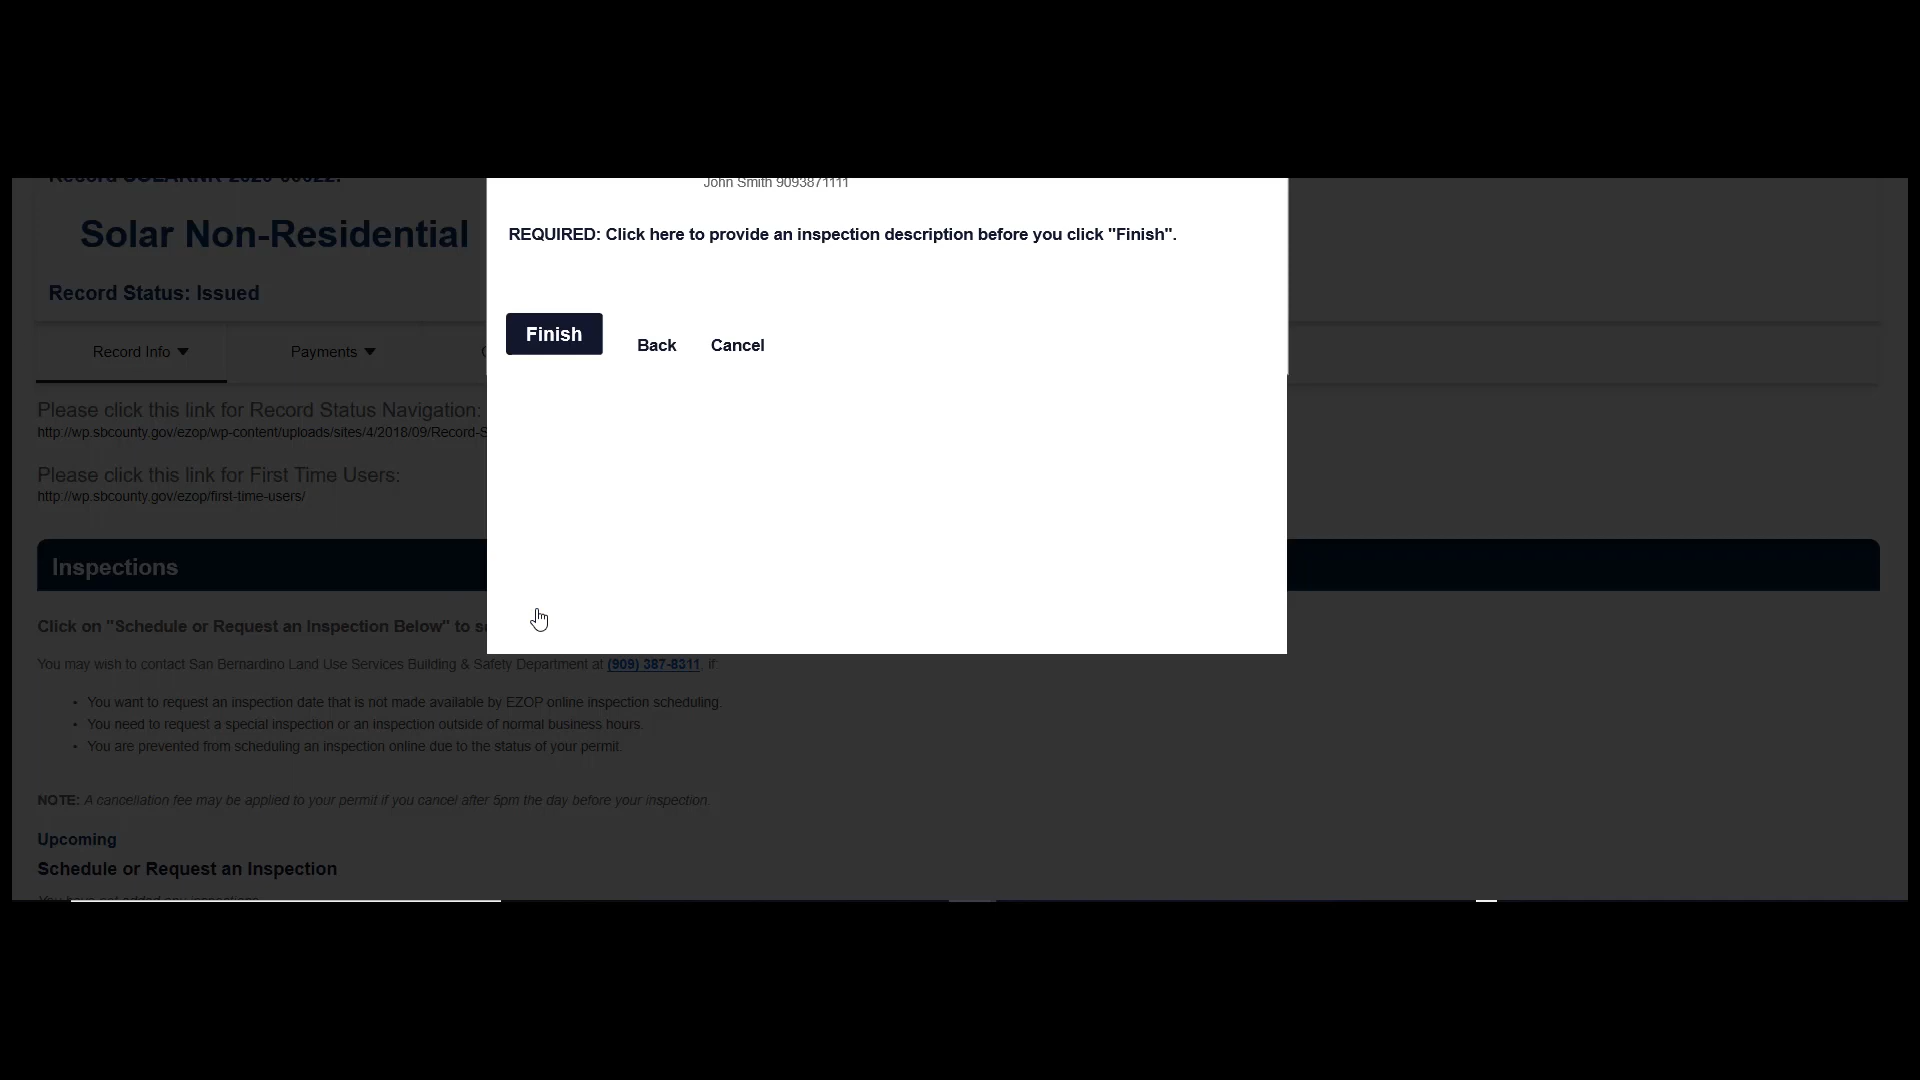 John Smith 9093871111
Solar Non-Residential
REQUIRED: Click here to provide an inspection description before you click "Finish".
Record Status: Issued
Finish
Back
Cancel
Record Info
Payments
Please click this link for Record Status Navigation:
http://wp.sbcounty.gov/ezop/wp-content/uploads/sites/4/2018/09/Record-S
Please click this link for First Time Users:
http://wp.sbcounty.gov/ezop/first-time-users/
Inspections
Click on "Schedule or Request an Inspection Below" to s
You may wish to contact San Bernardino Land Use Services Building & Safety Department at (909) 387-8311, if:
• You want to request an inspection date that is not made available by EZOP online inspection scheduling.
• You need to request a special inspection or an inspection outside of normal business hours.
• You are prevented from scheduling an inspection online due to the status of your permit.
NOTE: A cancellation fee may be applied to your permit if you cancel after 5pm the day before your inspection.
Upcoming
Schedule or Request an Inspection